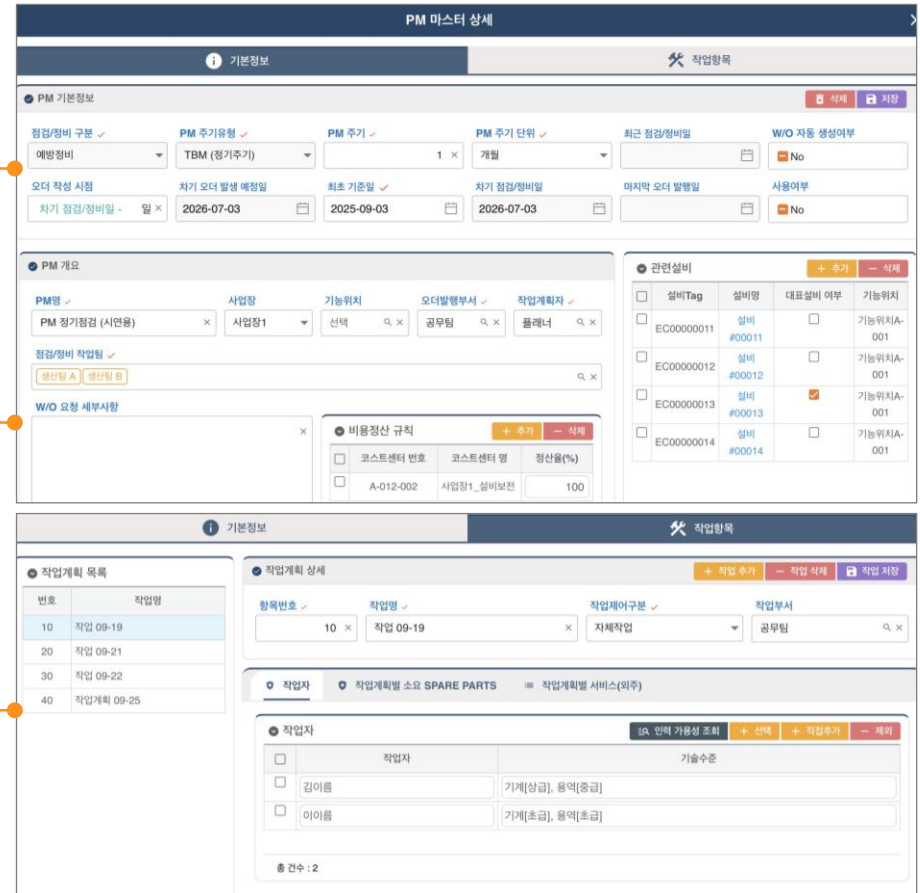 PM 마스터 상세
기본정보 작업항목
PM 기본정보 삭제 저장
점검/정비 구분 PM 주기유형 PM 주기 PM 주기 단위 최근 점검/정비일 W/O 자동 생성여부
예방정비 TBM (정기주기) 1 × 개월 No
오더 작성 시점 차기 오더 발생 예정일 최초 기준일 차기 점검/정비일 마지막 오더 발행일 사용여부
차기 점검/정비일 - 일 × 2026-07-03 2025-09-03 2026-07-03 No
PM 개요
PM명 사업장 기능위치 오더발행부서 작업계획자
PM 정기점검 (시연용) × 사업장1 선택 × 공무팀 × 플래너 ×
점검/정비 작업팀
생산팀 A 생산팀 B ×
W/O 요청 세부사항
×
비용정산 규칙 + 추가 − 삭제
코스트센터 번호 코스트센터 명 정산율(%)
A-012-002 사업장1_설비보전 100
관련설비 + 추가 − 삭제
설비Tag 설비명 대표설비 여부 기능위치
EC00000011 설비 #00011 기능위치A-001
EC00000012 설비 #00012 기능위치A-001
EC00000013 설비 #00013 기능위치A-001
EC00000014 설비 #00014 기능위치A-001
기본정보 작업항목
작업계획 목록
번호 작업명
10 작업 09-19
20 작업 09-21
30 작업 09-22
40 작업계획 09-25
작업계획 상세 + 작업 추가 − 작업 삭제 작업 저장
항목번호 작업명 작업제어구분 작업부서
10 × 작업 09-19 × 자체작업 공무팀 ×
작업자 작업계획별 소요 SPARE PARTS 작업계획별 서비스(외주)
작업자 인력 가용성 조회 + 선택 + 직접추가 − 제외
작업자 기술수준
김이름 기계[상급], 용역[중급]
이이름 기계[초급], 용역[초급]
총 건수 : 2